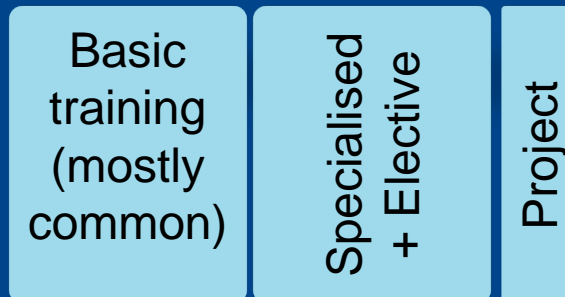 Basic
training
(mostly
common)
Specialised
+ Elective
Project